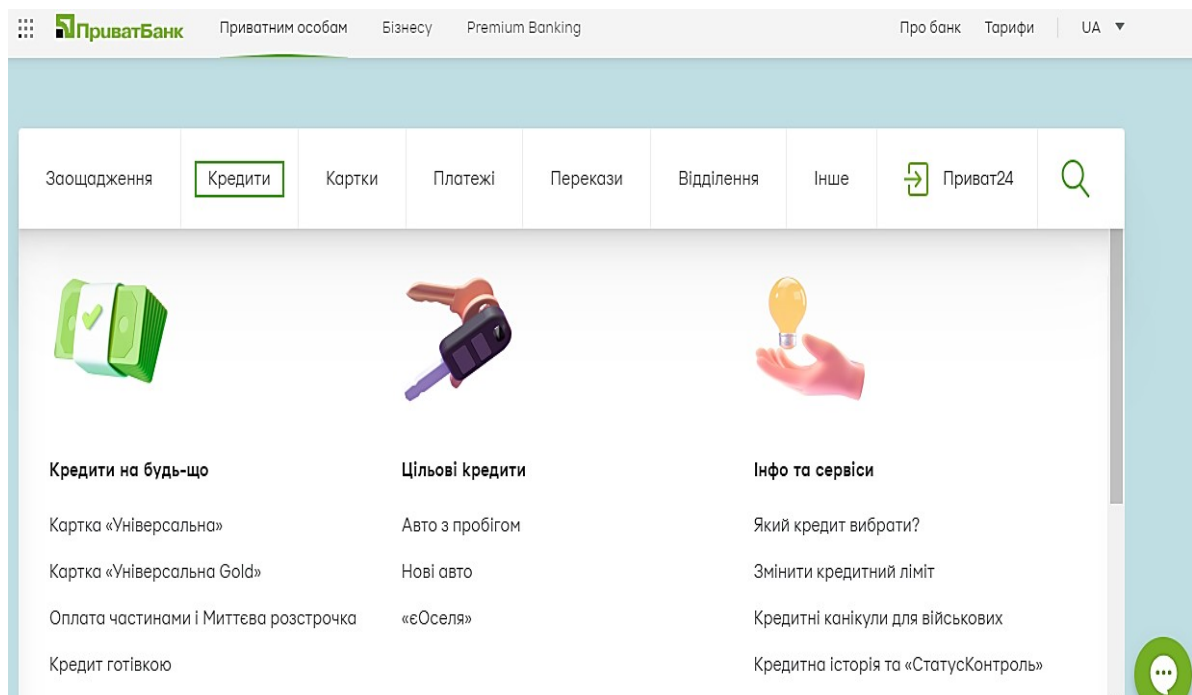 ПриватБанк Приватним особам Бізнесу Premium Banking Про банк Тарифи UA
Заощадження Кредити Картки Платежі Перекази Відділення Інше Приват24
Кредити на будь-що
Картка «Універсальна»
Картка «Універсальна Gold»
Оплата частинами і Миттєва розстрочка
Кредит готівкою
Цільові кредити
Авто з пробігом
Нові авто
«єОселя»
Інфо та сервіси
Який кредит вибрати?
Змінити кредитний ліміт
Кредитні канікули для військових
Кредитна історія та «СтатусКонтроль»